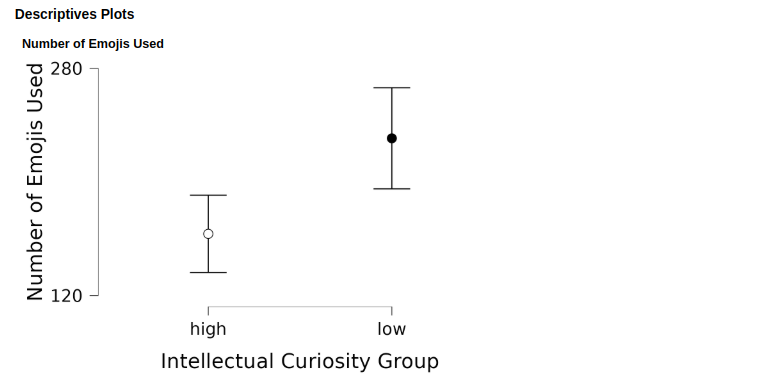 Descriptives Plots
Number of Emojis Used
280
Number of Emojis Used
120
high low
Intellectual Curiosity Group